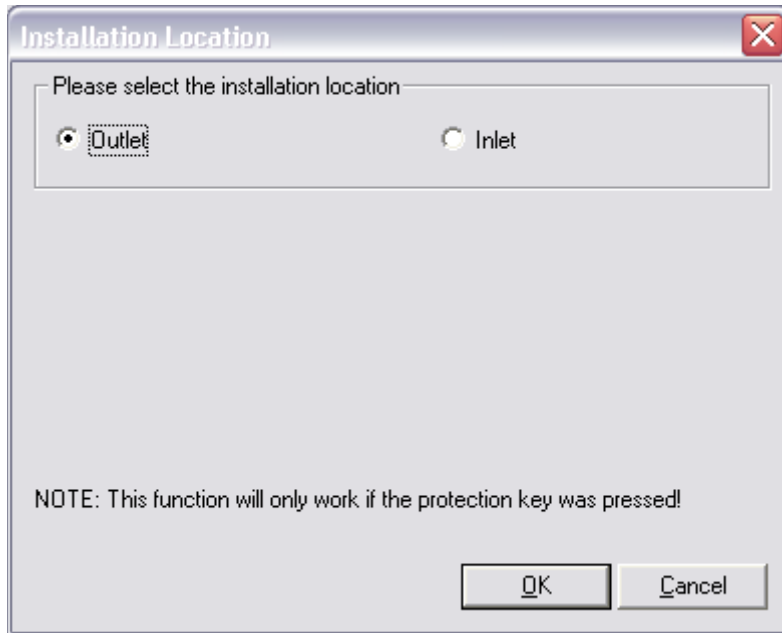 Installation Location
Please select the installation location
Outlet
Inlet
NOTE: This function will only work if the protection key was pressed!
OK
Cancel